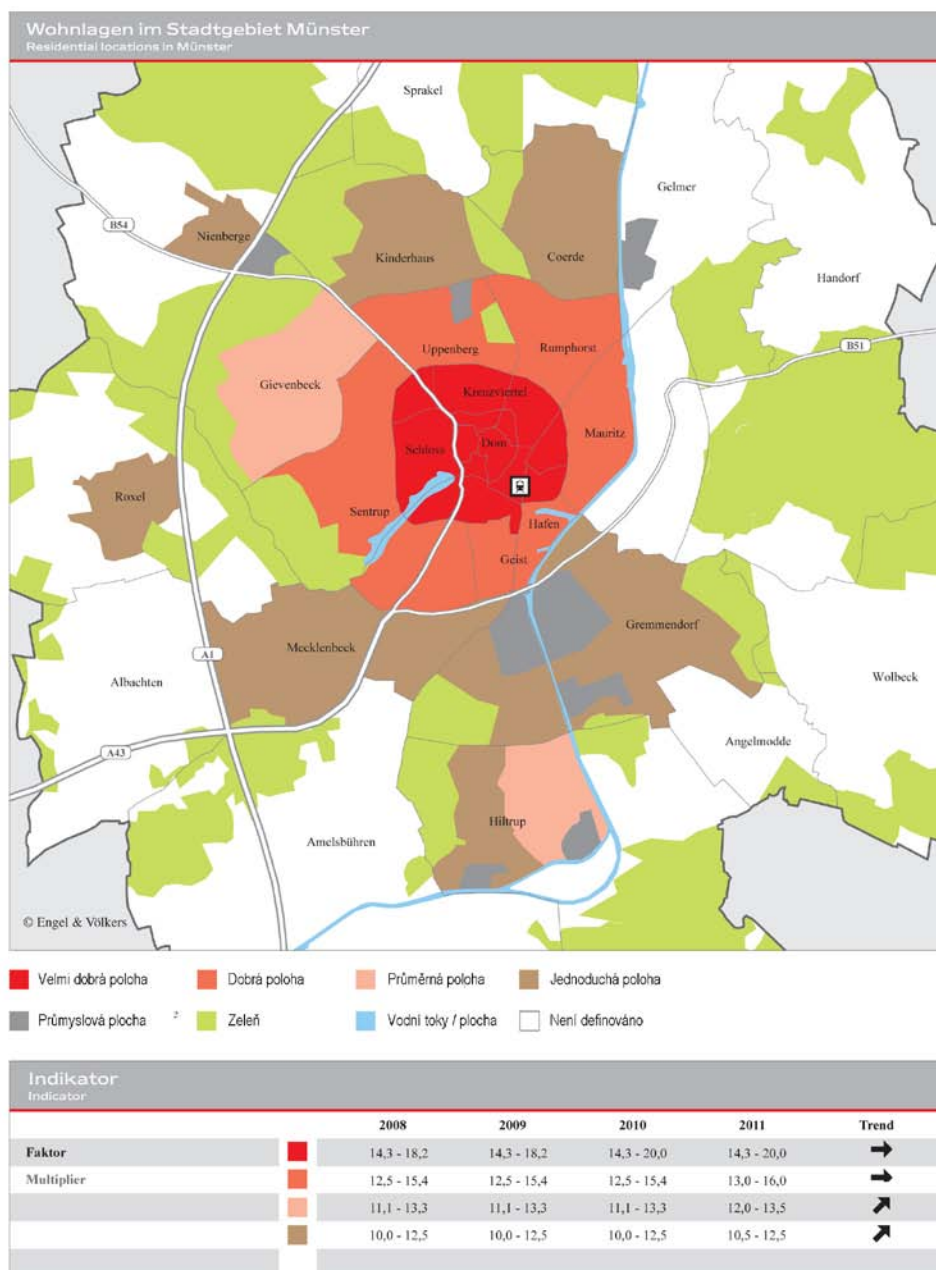 Wohnlagen im Stadtgebiet Münster
Residential locations in Münster
Sprakel
Gelmer
B54
Nienberge
Kinderhaus
Coerde
Handorf
B51
Uppenberg
Rumphorst
Gievenbeck
Kreuzviertel
Mauritz
Schloss
Dom
Roxel
Sentrup
Hafen
Geist
Gremmendorf
Mecklenbeck
A1
Albachten
Wolbeck
Angelmodde
A43
Hiltrup
Amelsbühren
© Engel & Völkers
Velmi dobrá poloha Dobrá poloha Průměrná poloha Jednoduchá poloha
Průmyslová plocha 2 Zeleň Vodní toky / plocha Není definováno
Indikator
Indicator
2008 2009 2010 2011 Trend
Faktor 14,3 - 18,2 14,3 - 18,2 14,3 - 20,0 14,3 - 20,0
Multiplier 12,5 - 15,4 12,5 - 15,4 12,5 - 15,4 13,0 - 16,0
11,1 - 13,3 11,1 - 13,3 11,1 - 13,3 12,0 - 13,5
10,0 - 12,5 10,0 - 12,5 10,0 - 12,5 10,5 - 12,5